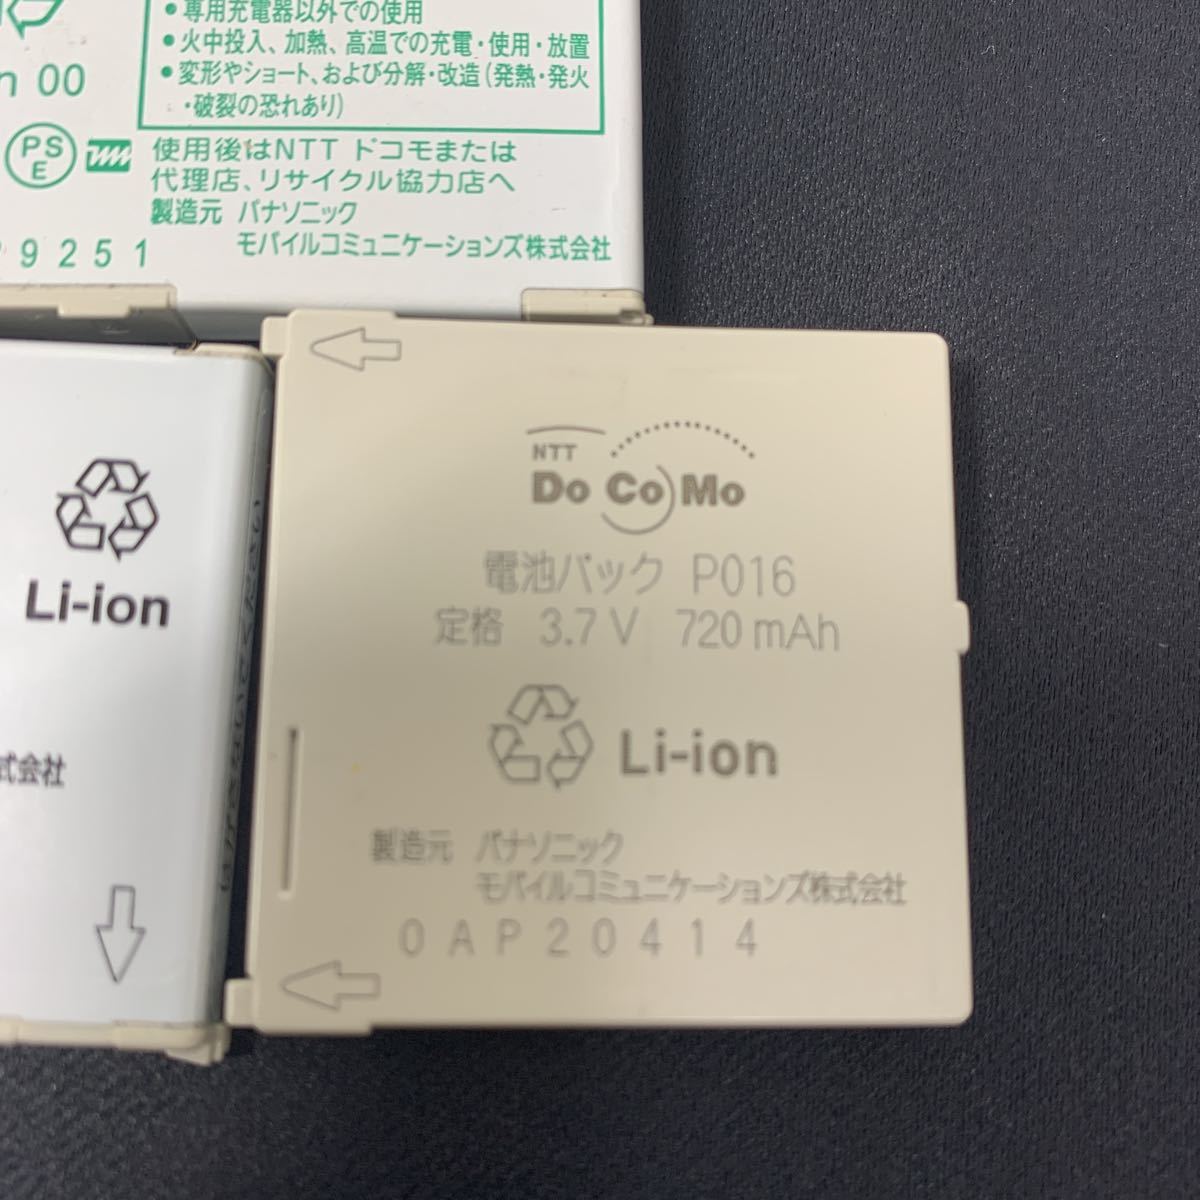 ・専用充電器以外での使用
・火中投入、加熱、高温での充電・使用・放置
・変形やショート、および分解・改造(発熱・発火
・破裂の恐れあり)
n 00
PS
E
使用後はNTT ドコモまたは
代理店、リサイクル協力店へ
製造元 パナソニック
モバイルコミュニケーションズ株式会社
9251
Li-ion
式会社
NTT
DoCoMo
電池パック P016
定格 3.7V 720mAh
Li-ion
製造元 パナソニック
モバイルコミュニケーションズ株式会社
OAP20414